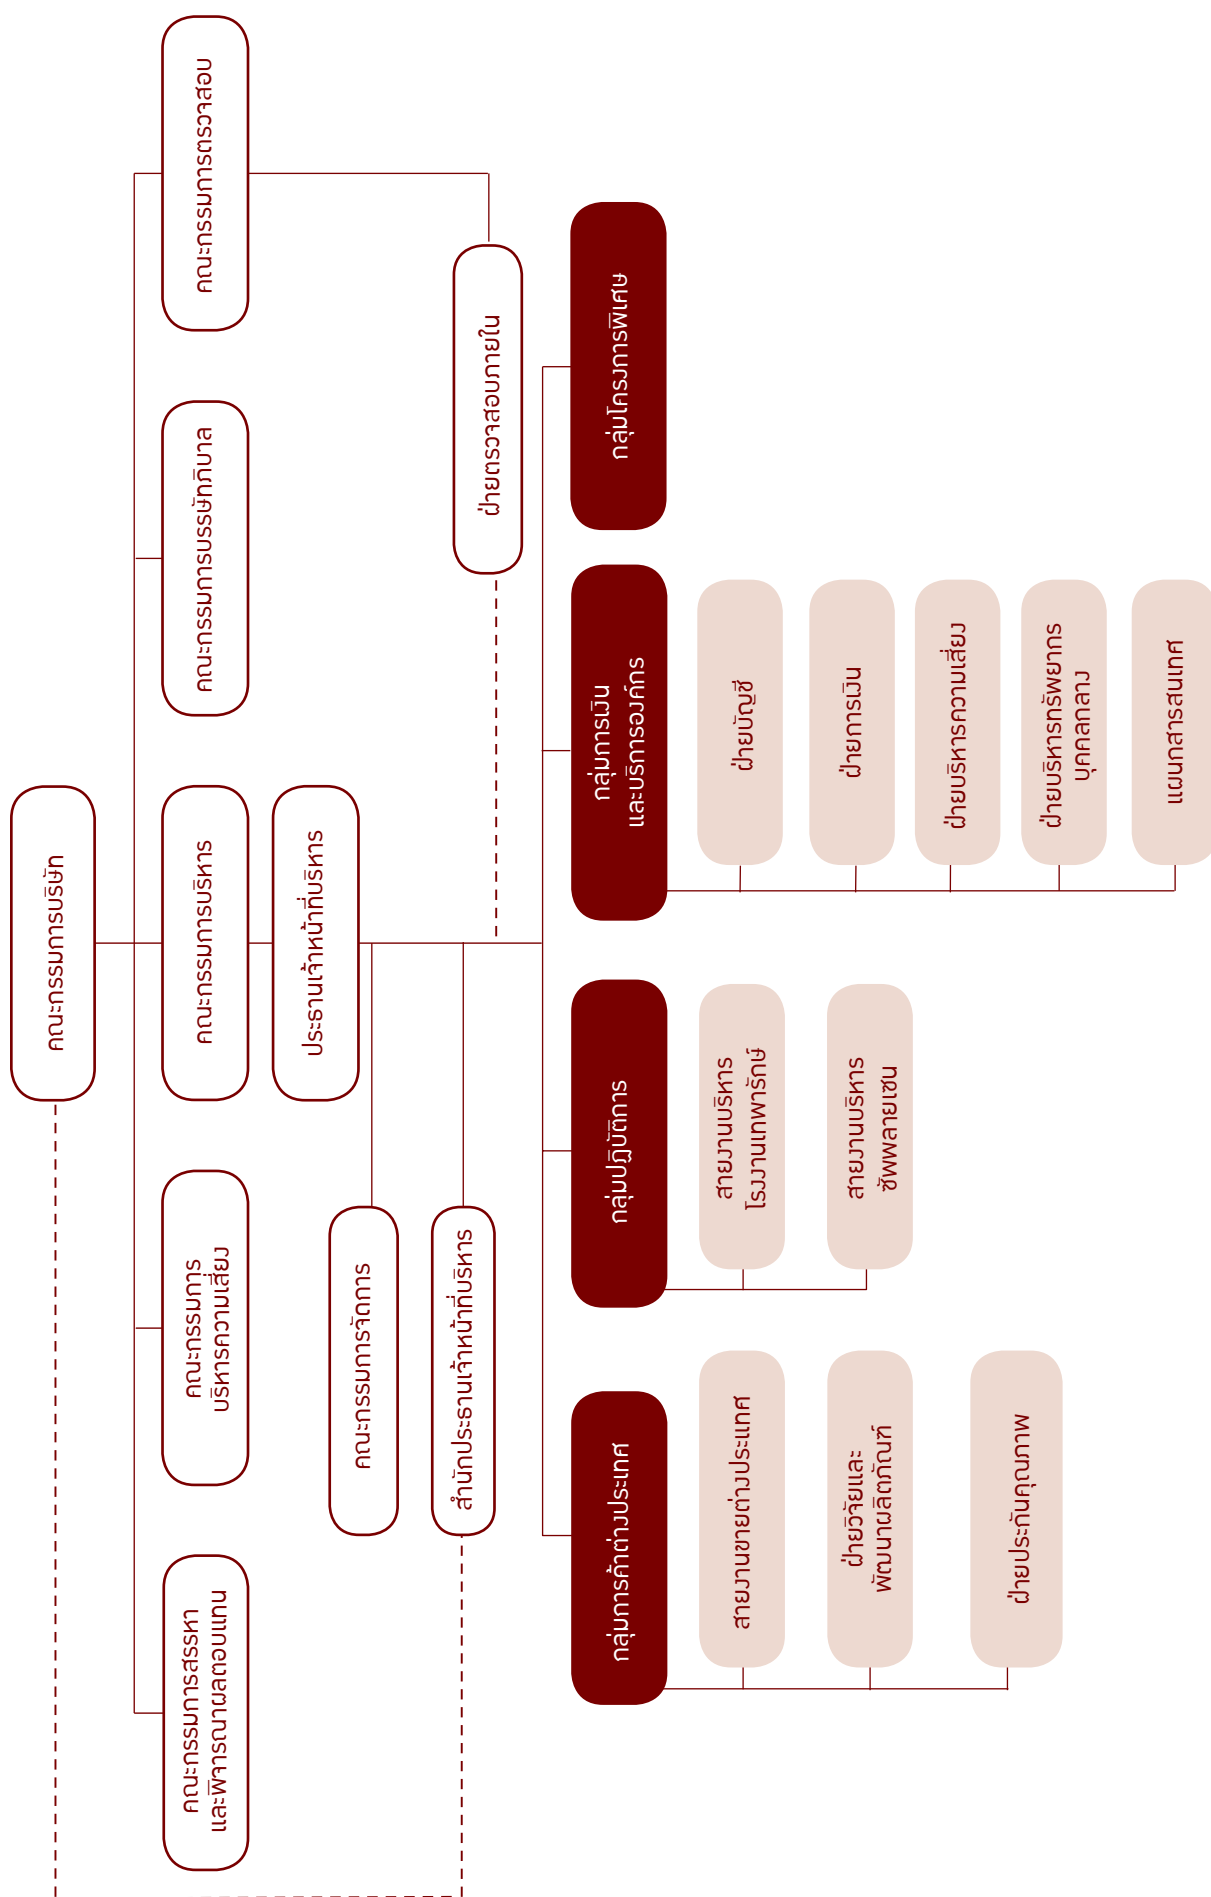 คณะกรรมการบริษัท
คณะกรรมการสรรหา
และพิจารณาผลตอบแทน
คณะกรรมการ
บริหารความเสี่ยง
คณะกรรมการบริหาร
คณะกรรมการบรรษัทภิบาล
คณะกรรมการตรวจสอบ
ประธานเจ้าหน้าที่บริหาร
คณะกรรมการจัดการ
สำนักประธานเจ้าหน้าที่บริหาร
ฝ่ายตรวจสอบภายใน
กลุ่มการค้าต่างประเทศ
กลุ่มปฏิบัติการ
กลุ่มการเงิน
และบริการองค์กร
กลุ่มโครงการพิเศษ
สายงานขายต่างประเทศ
ฝ่ายวิจัยและ
พัฒนาผลิตภัณฑ์
ฝ่ายประกันคุณภาพ
สายงานบริหาร
โรงงานเทพารักษ์
สายงานบริหาร
ซัพพลายเชน
ฝ่ายบัญชี
ฝ่ายการเงิน
ฝ่ายบริหารความเสี่ยง
ฝ่ายบริหารทรัพยากร
บุคคลกลาง
แผนกสารสนเทศ